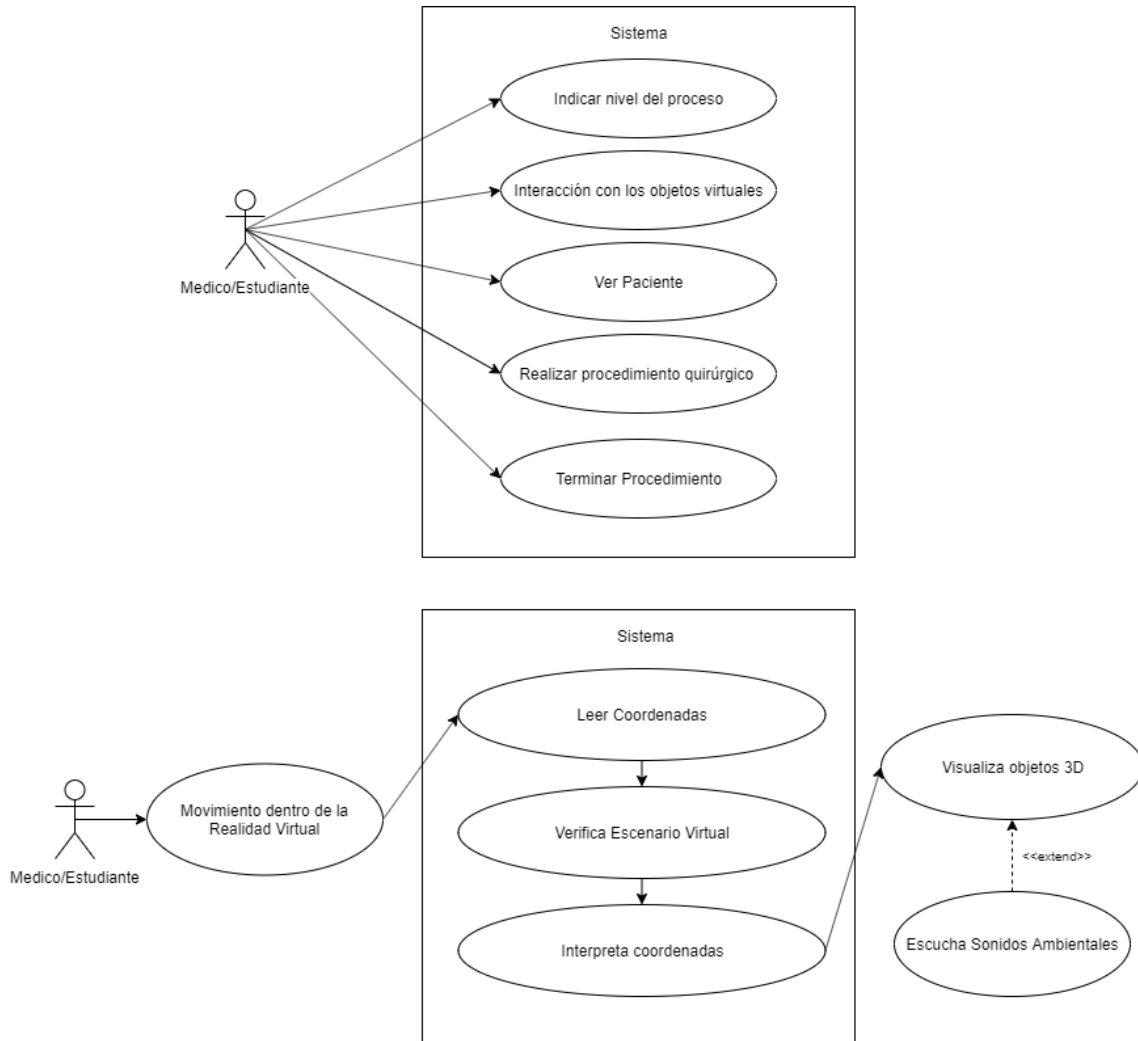 Sistema
Indicar nivel del proceso
Interacción con los objetos virtuales
Ver Paciente
Medico/Estudiante
Realizar procedimiento quirúrgico
Terminar Procedimiento
Sistema
Leer Coordenadas
Visualiza objetos 3D
Movimiento dentro de la
Realidad Virtual
Verifica Escenario Virtual
<<extend>>
Medico/Estudiante
Interpreta coordenadas
Escucha Sonidos Ambientales